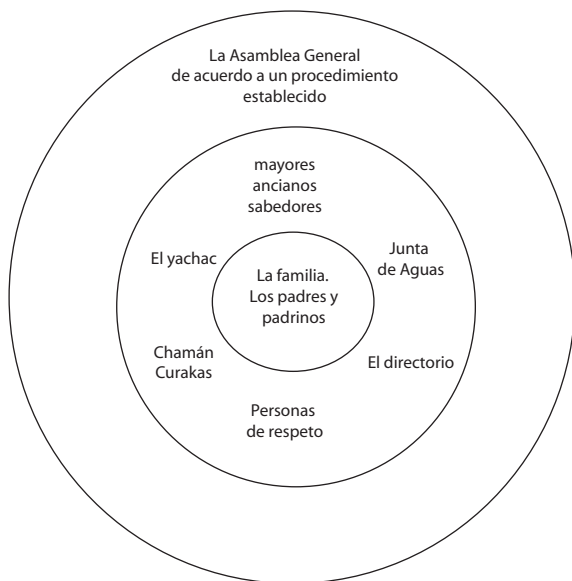 La Asamblea General
de acuerdo a un procedimiento
establecido
mayores
ancianos
sabedores
El yachac
Junta
de Aguas
La familia.
Los padres y
padrinos
Chamán
Curakas
El directorio
Personas
de respeto